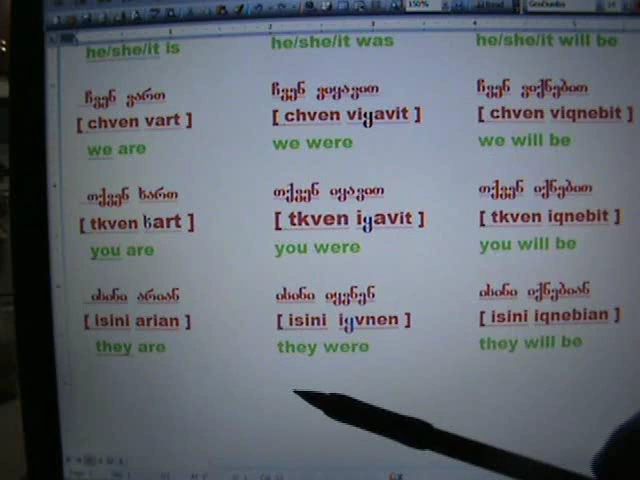 150%
he/she/it is he/she/it was he/she/it will be
ჩვენ ვართ ჩვენ ვიყავით ჩვენ ვიქნებით
[ chven vart ] [ chven viყavit ] [ chven viqnebit ]
we are we were we will be
თქვენ ხართ თქვენ იყავით თქვენ იქნებით
[ tkven ხart ] [ tkven iყavit ] [ tkven iqnebit ]
you are you were you will be
ისინი არიან ისინი იყვნენ ისინი იქნებიან
[ isini arian ] [ isini iყvnen ] [ isini iqnebian ]
they are they were they will be